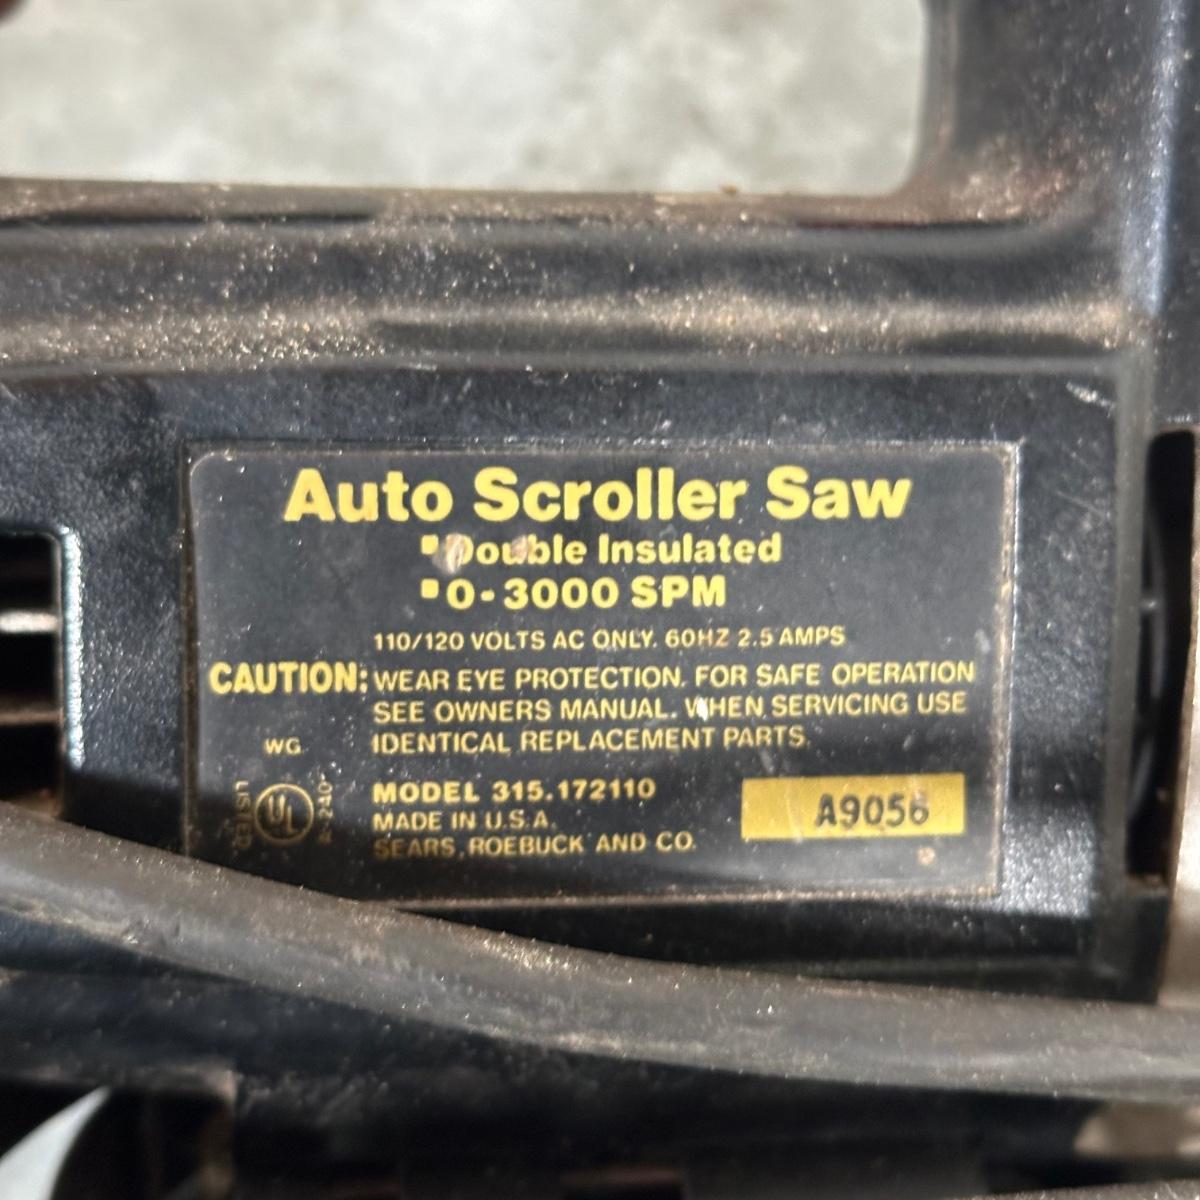 Auto Scroller Saw
▪Double Insulated
▪0-3000 SPM
110/120 VOLTS AC ONLY. 60HZ 2.5 AMPS
CAUTION: WEAR EYE PROTECTION. FOR SAFE OPERATION
SEE OWNERS MANUAL. WHEN SERVICING USE
IDENTICAL REPLACEMENT PARTS.
WG
LISTED UL
MODEL 315.172110
MADE IN U.S.A.
SEARS, ROEBUCK AND CO.
A9056